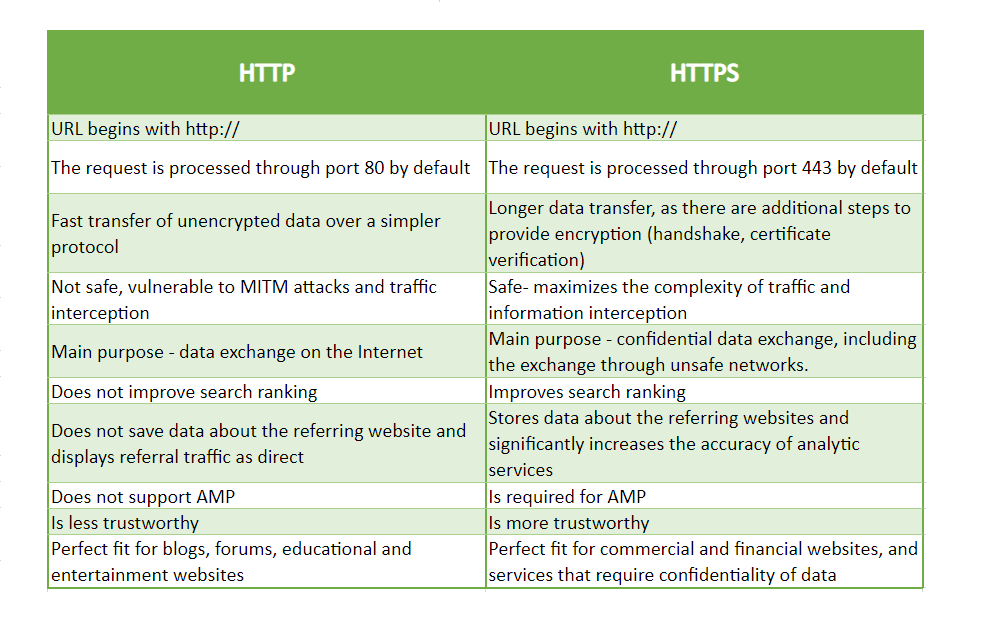 HTTP HTTPS
URL begins with http:// URL begins with http://
The request is processed through port 80 by default The request is processed through port 443 by default
Fast transfer of unencrypted data over a simpler
protocol
Longer data transfer, as there are additional steps to
provide encryption (handshake, certificate
verification)
Not safe, vulnerable to MITM attacks and traffic
interception
Safe- maximizes the complexity of traffic and
information interception
Main purpose - data exchange on the Internet
Main purpose - confidential data exchange, including
the exchange through unsafe networks.
Does not improve search ranking Improves search ranking
Does not save data about the referring website and
displays referral traffic as direct
Stores data about the referring websites and
significantly increases the accuracy of analytic
services
Does not support AMP Is required for AMP
Is less trustworthy Is more trustworthy
Perfect fit for blogs, forums, educational and
entertainment websites
Perfect fit for commercial and financial websites, and
services that require confidentiality of data